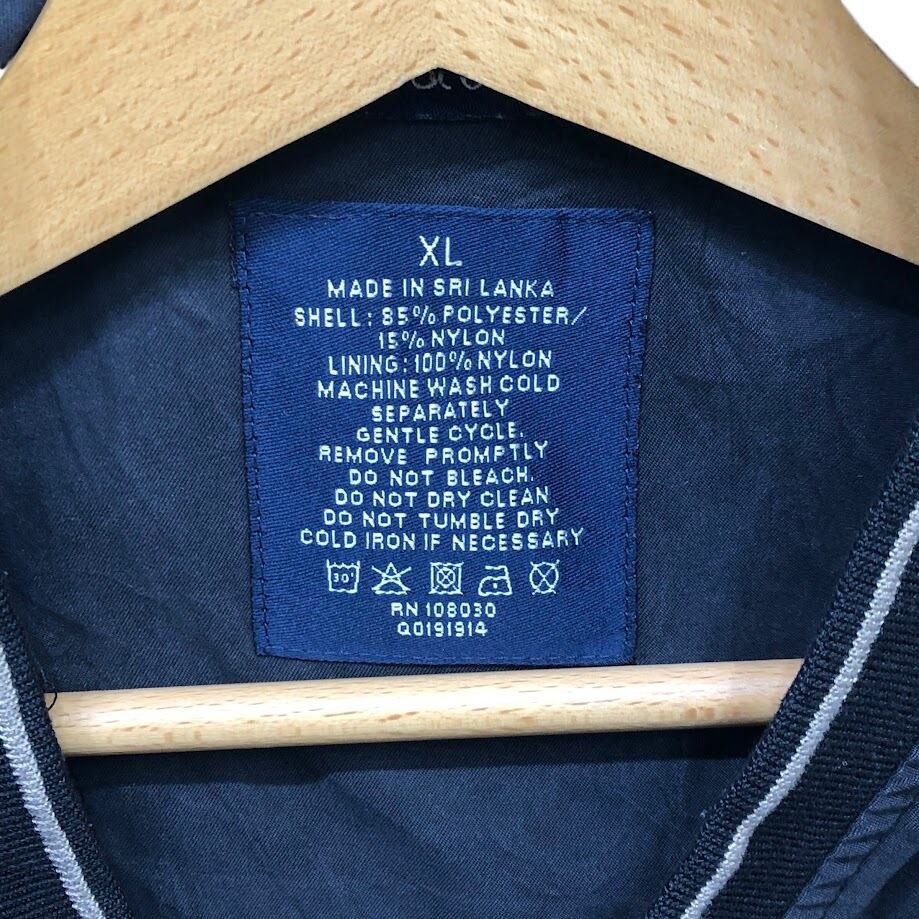 XL
MADE IN SRI LANKA
SHELL: 85% POLYESTER/
15% NYLON
LINING: 100% NYLON
MACHINE WASH COLD
SEPARATELY
GENTLE CYCLE.
REMOVE PROMPTLY
DO NOT BLEACH.
DO NOT DRY CLEAN
DO NOT TUMBLE DRY
COLD IRON IF NECESSARY
30°
RN 108030
Q0191914